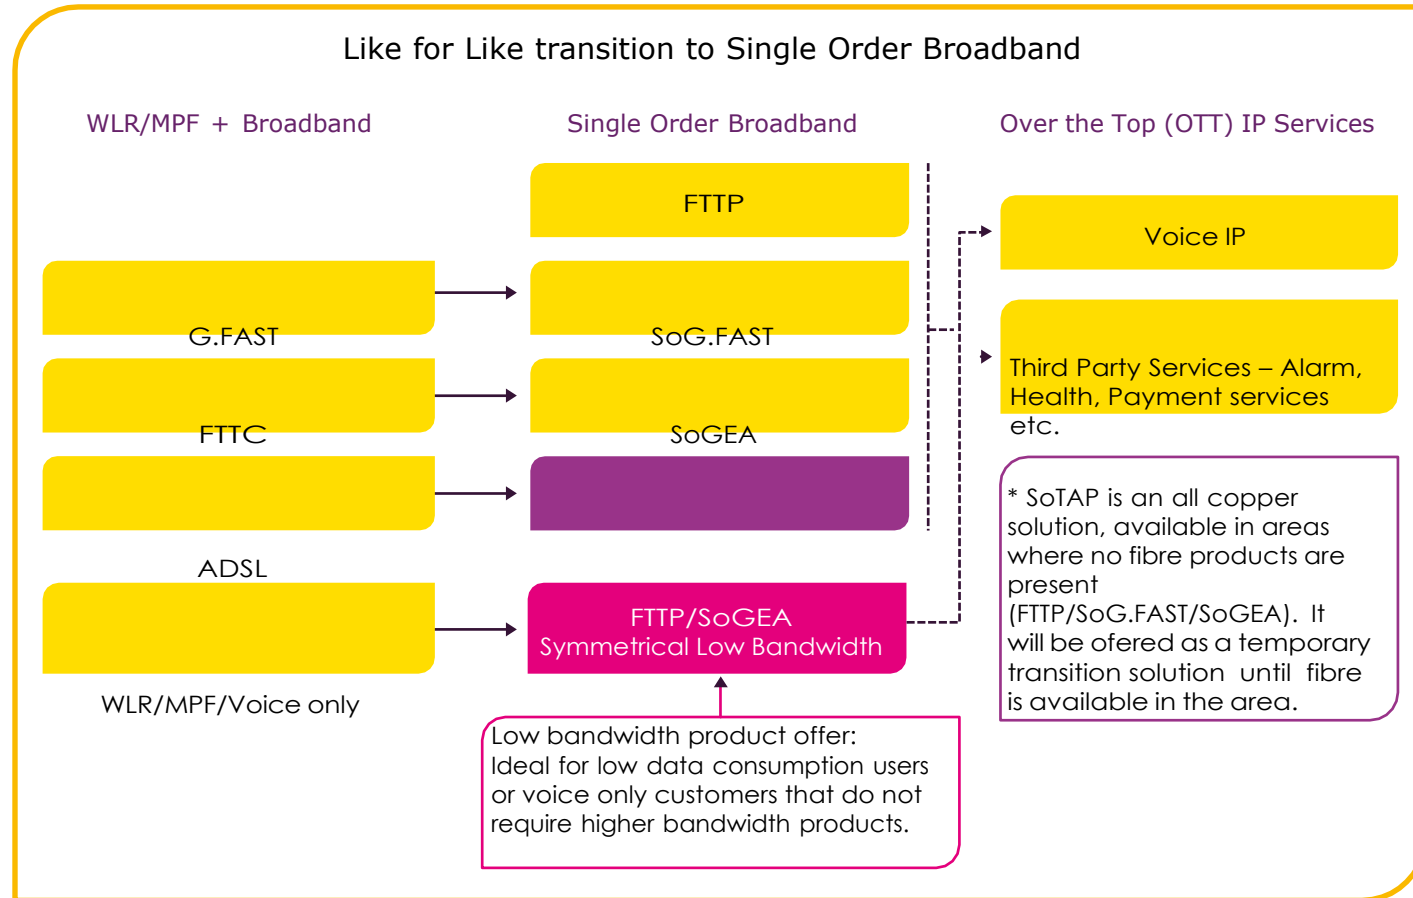 Like for Like transition to Single Order Broadband
WLR/MPF + Broadband
Single Order Broadband
Over the Top (OTT) IP Services
FTTP
Voice IP
G.FAST
SoG.FAST
Third Party Services – Alarm,
Health, Payment services
etc.
FTTC
SoGEA
ADSL
* SoTAP is an all copper
solution, available in areas
where no fibre products are
present
(FTTP/SoG.FAST/SoGEA). It
will be ofered as a temporary
transition solution until fibre
is available in the area.
FTTP/SoGEA
Symmetrical Low Bandwidth
WLR/MPF/Voice only
Low bandwidth product offer:
Ideal for low data consumption users
or voice only customers that do not
require higher bandwidth products.